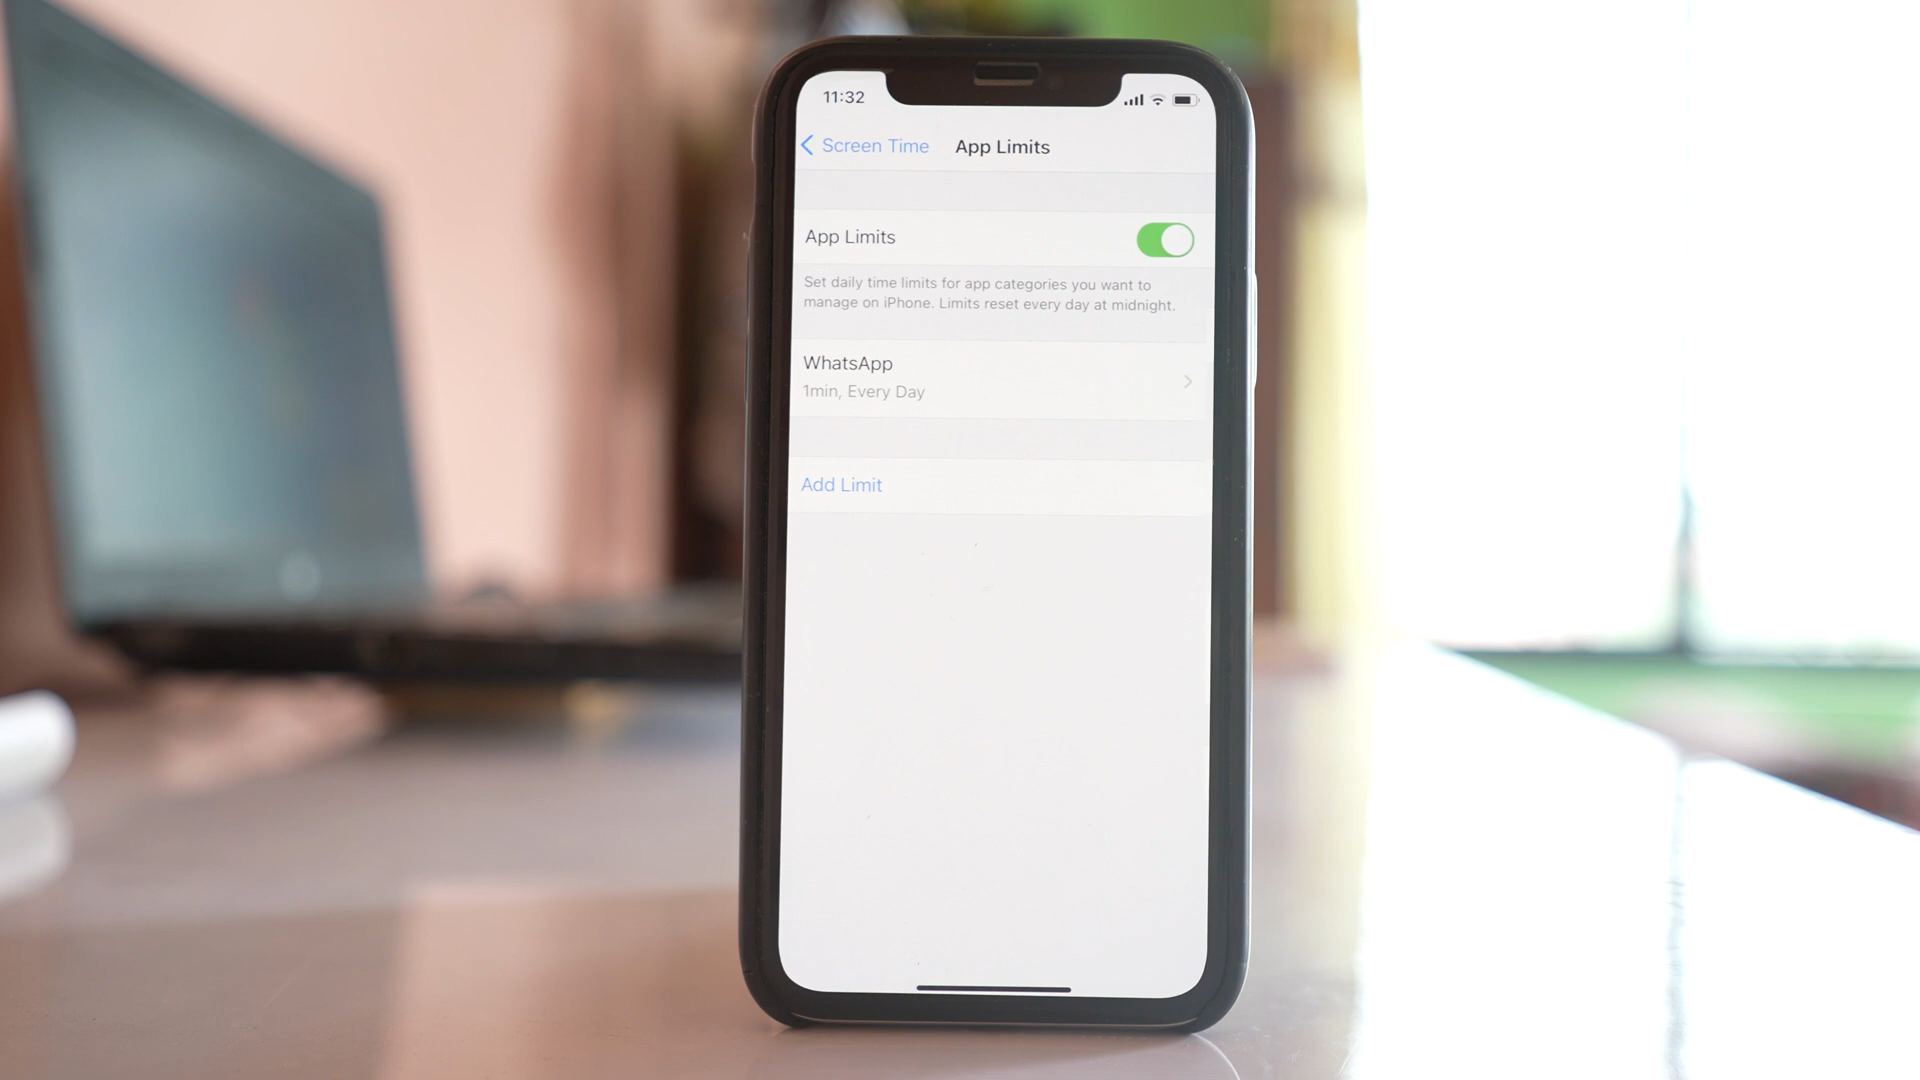 11:32
Screen Time App Limits
App Limits
Set daily time limits for app categories you want to
manage on iPhone. Limits reset every day at midnight.
WhatsApp
1min, Every Day
Add Limit